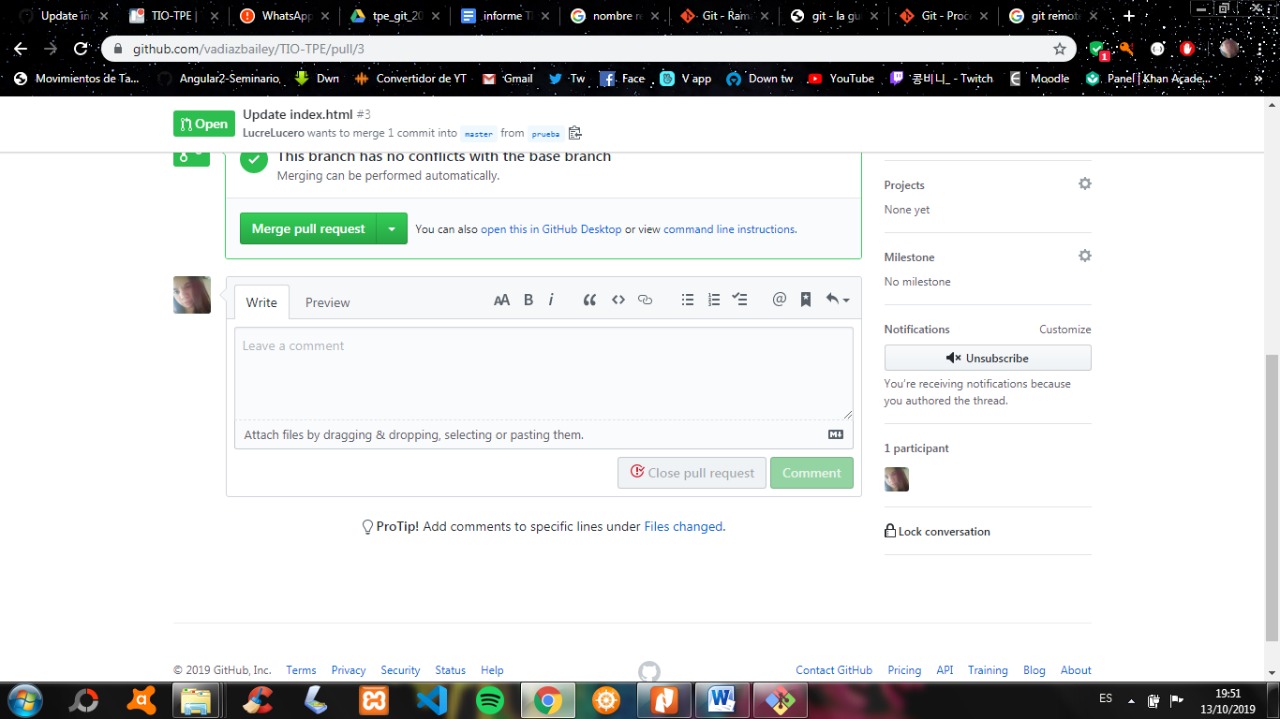 Update in
TIO-TPE |
WhatsApp
tpe_git_20
informe T
nombre r
Git - Ram
git - la gu
Git - Proc
git remot
github.com/vadiazbailey/TIO-TPE/pull/3
1
Movimientos de Ta...
Angular2-Seminario,
Dwn
Convertidor de YT
Gmail
Tw
Face
V app
Down tw
YouTube
콩비니_ - Twitch
Moodle
Panel | Khan Acade...
»
Open
Update index.html #3
LucreLucero wants to merge 1 commit into master from prueba
This branch has no conflicts with the base branch
Merging can be performed automatically.
Merge pull request
You can also open this in GitHub Desktop or view command line instructions.
Write
Preview
AA B i
@
Leave a comment
Attach files by dragging & dropping, selecting or pasting them.
Close pull request
Comment
ProTip! Add comments to specific lines under Files changed.
Projects
None yet
Milestone
No milestone
Notifications
Customize
Unsubscribe
You're receiving notifications because
you authored the thread.
1 participant
Lock conversation
© 2019 GitHub, Inc.
Terms
Privacy
Security
Status
Help
Contact GitHub
Pricing
API
Training
Blog
About
ES
19:51
13/10/2019